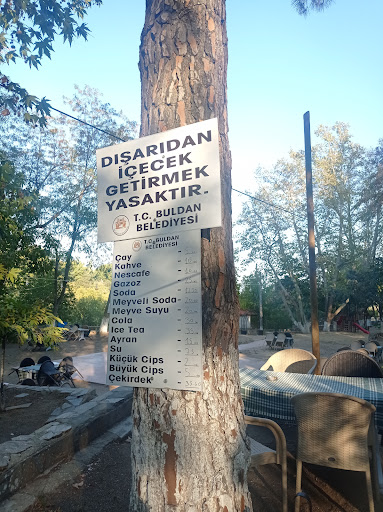 DIŞARIDAN
İÇECEK
GETİRMEK
YASAKTIR.
T.C. BULDAN
BELEDİYESİ
T.C. BULDAN
BELEDİYESİ
Çay
Kahve
Nescafe
Gazoz
Soda
Meyveli Soda
Meyve Suyu
Cola
Ice Tea
Ayran
Su
Küçük Cips
Büyük Cips
Çekirdek